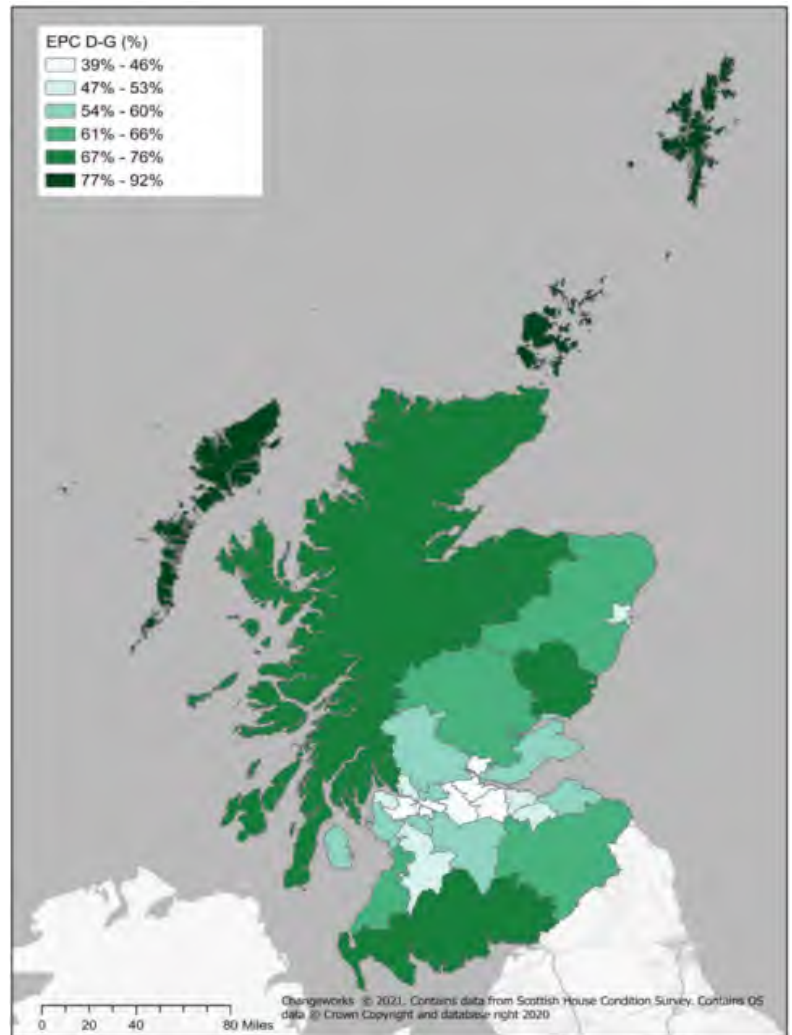 EPC D-G (%)
39% - 46%
47% - 53%
54% - 60%
61% - 66%
67% - 76%
77% - 92%
0 20 40 80 Miles
Changeworks © 2021. Contains data from Scottish House Condition Survey. Contains OS
data © Crown Copyright and database right 2020